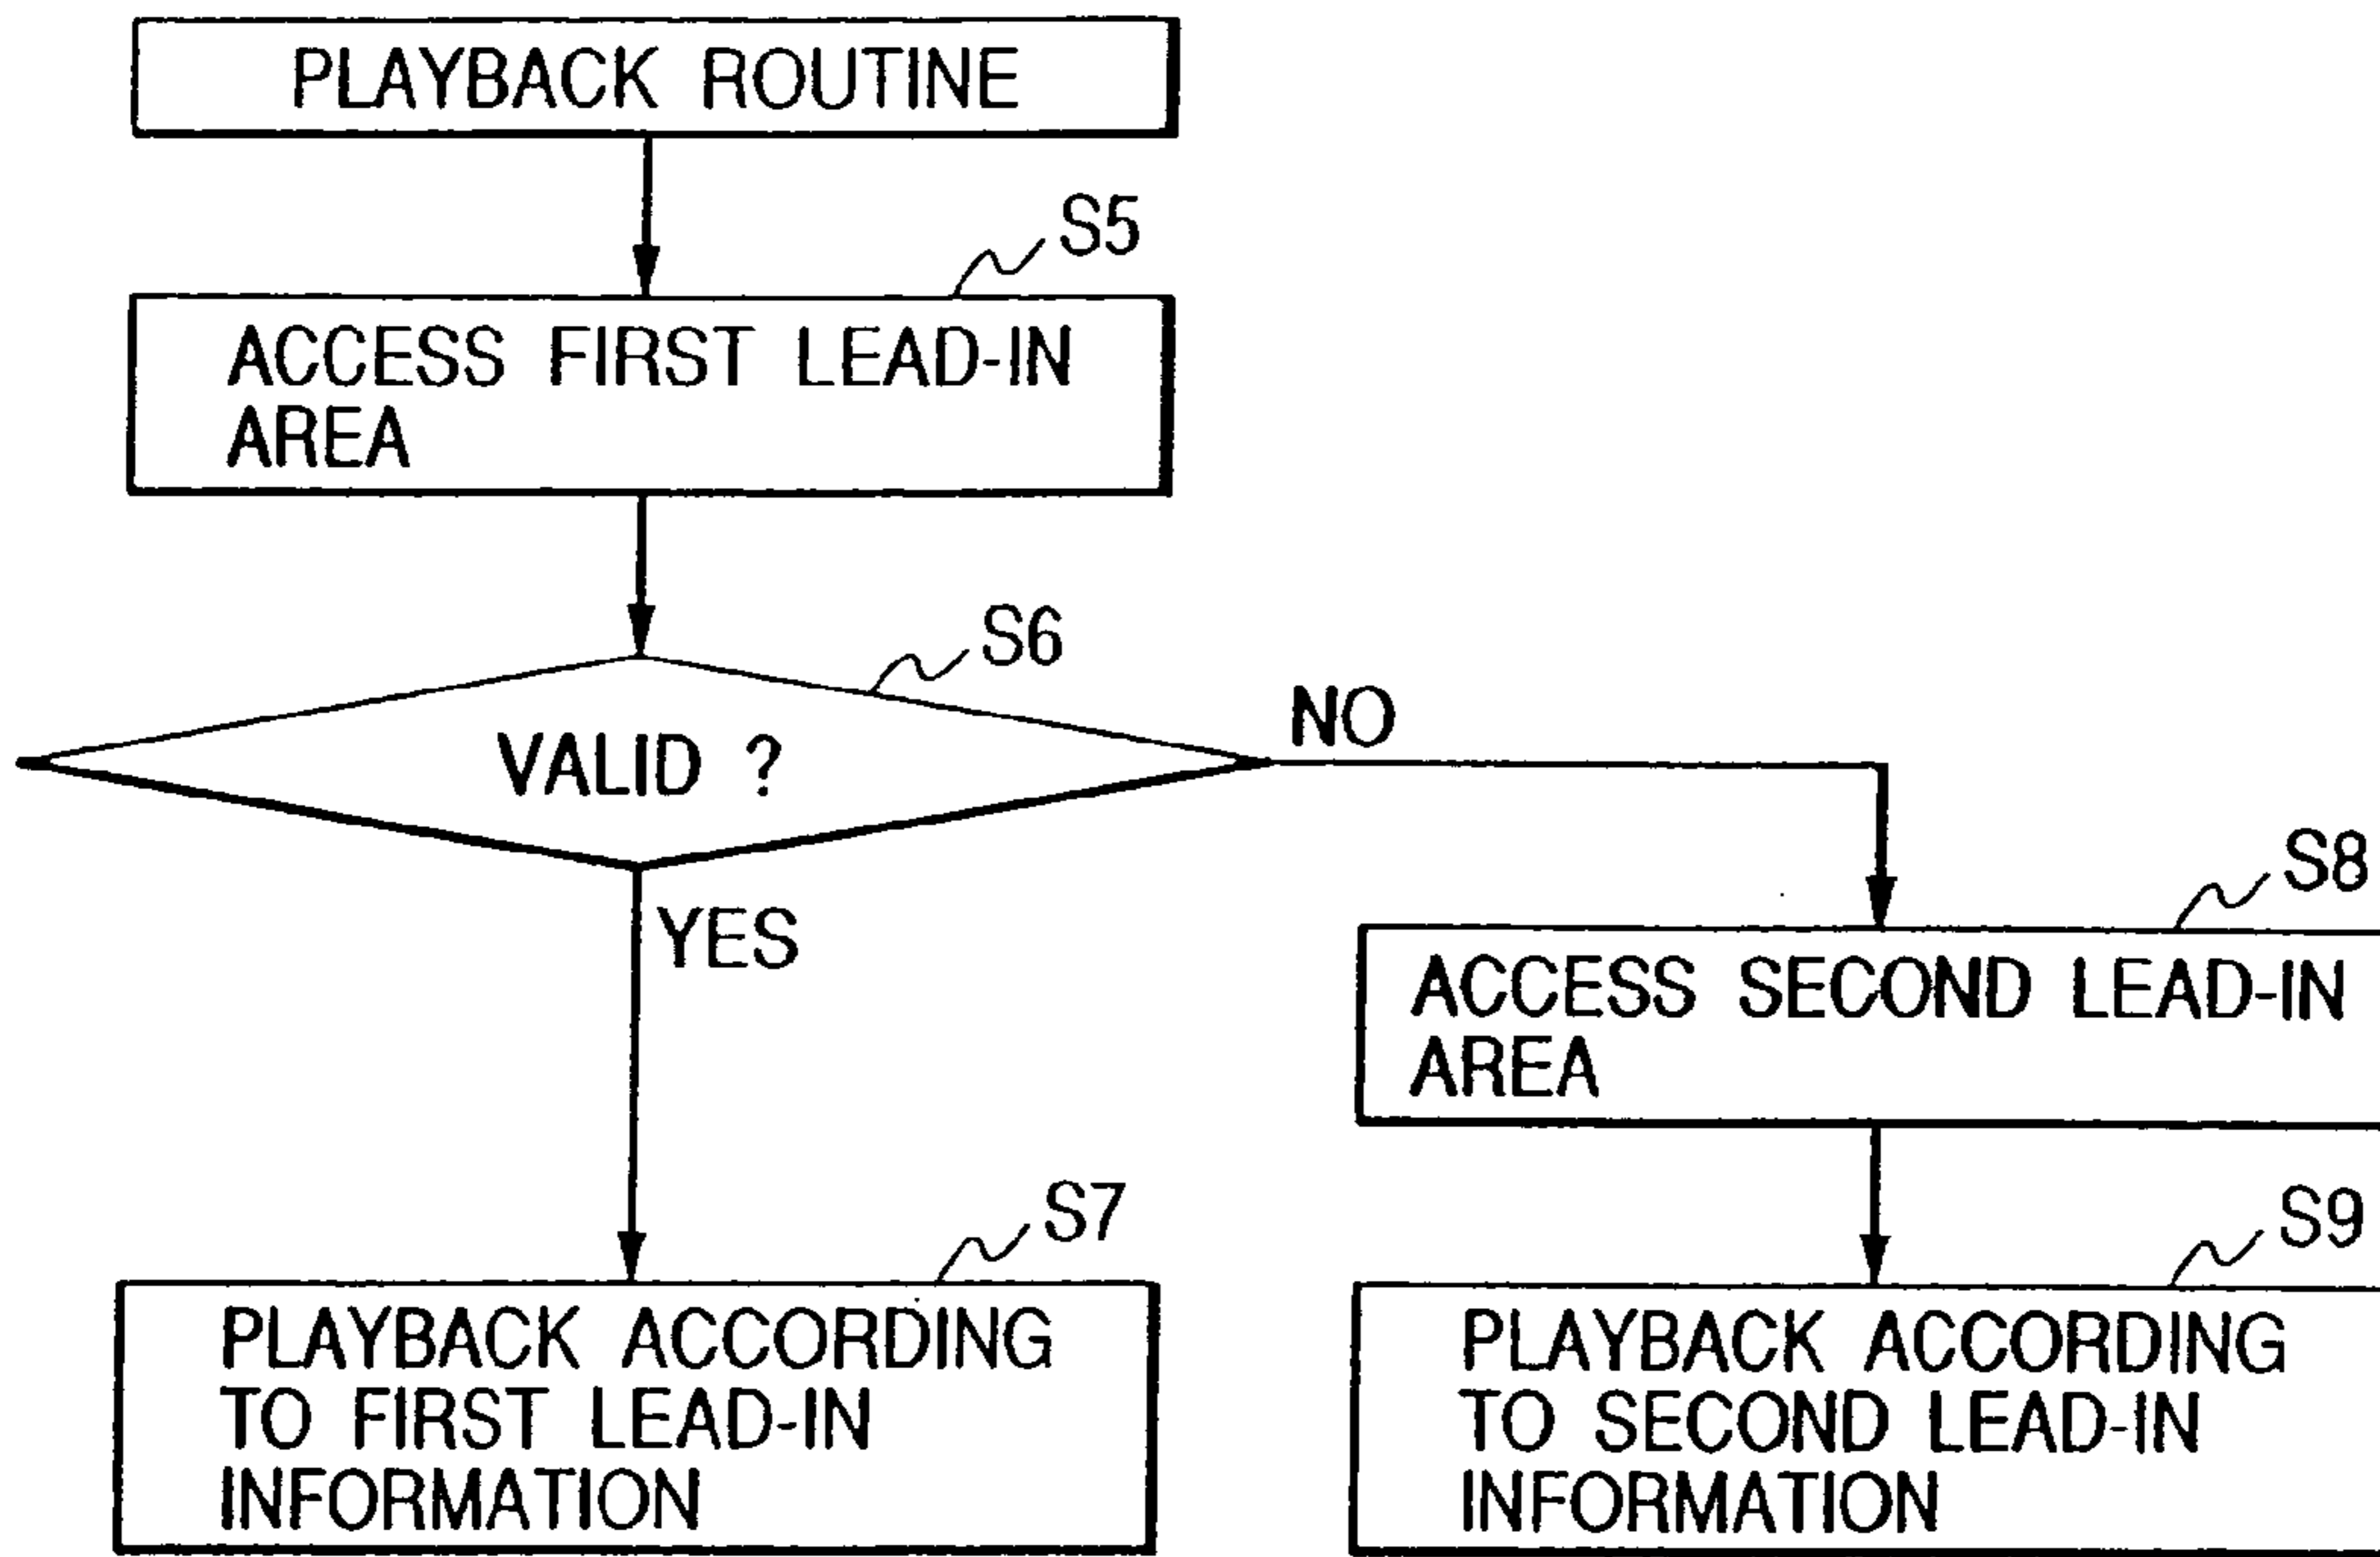 PLAYBACK ROUTINE
S5
ACCESS FIRST LEAD-IN
AREA
S6
VALID ?
NO
YES
S8
ACCESS SECOND LEAD-IN
AREA
S7
PLAYBACK ACCORDING
TO FIRST LEAD-IN
INFORMATION
S9
PLAYBACK ACCORDING
TO SECOND LEAD-IN
INFORMATION